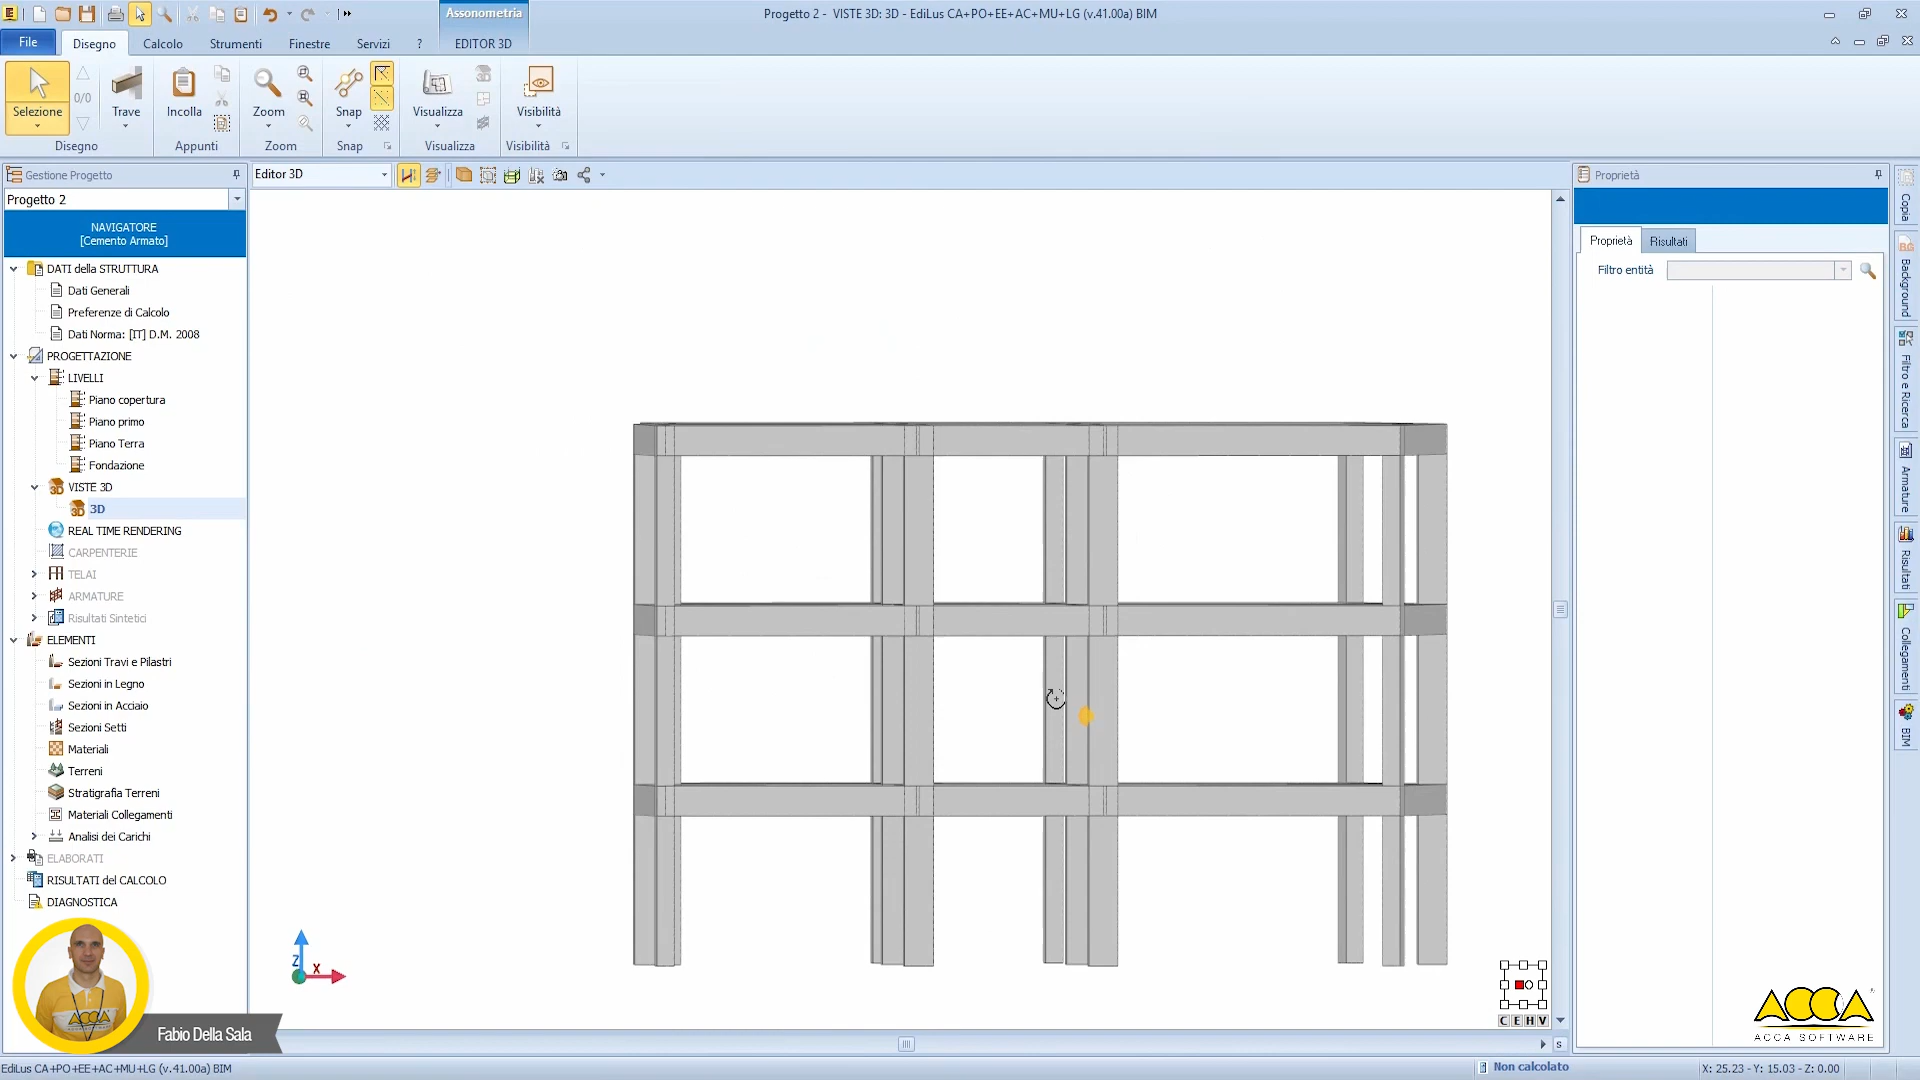 Assonometria
Progetto 2 - VISTE 3D: 3D - EdiLus CA+PO+EE+AC+MU+LG (v.41.00a) BIM
File
Disegno
Calcolo
Strumenti
Finestre
Servizi
?
EDITOR 3D
0/0
Selezione
Trave
Incolla
Zoom
Snap
Visualizza
Visibilità
Disegno
Appunti
Zoom
Snap
Visualizza
Visibilità
Gestione Progetto
Editor 3D
Proprietà
Progetto 2
NAVIGATORE
[Cemento Armato]
DATI della STRUTTURA
Dati Generali
Preferenze di Calcolo
Dati Norma: [IT] D.M. 2008
PROGETTAZIONE
LIVELLI
Piano copertura
Piano primo
Piano Terra
Fondazione
VISTE 3D
3D
REAL TIME RENDERING
CARPENTERIE
TELAI
ARMATURE
Risultati Sintetici
ELEMENTI
Sezioni Travi e Pilastri
Sezioni in Legno
Sezioni in Acciaio
Sezioni Setti
Materiali
Terreni
Stratigrafia Terreni
Materiali Collegamenti
Analisi dei Carichi
ELABORATI
RISULTATI del CALCOLO
DIAGNOSTICA
Proprietà
Risultati
Filtro entità
Copia
Background
Filtro e Ricerca
Armature
Risultati
Collegamenti
BIM
Z
X
C E H V
S
ACCA
Fabio Della Sala
ACCA
ACCA SOFTWARE
EdiLus CA+PO+EE+AC+MU+LG (v.41.00a) BIM
Non calcolato
X: 25.23 - Y: 15.03 - Z: 0.00